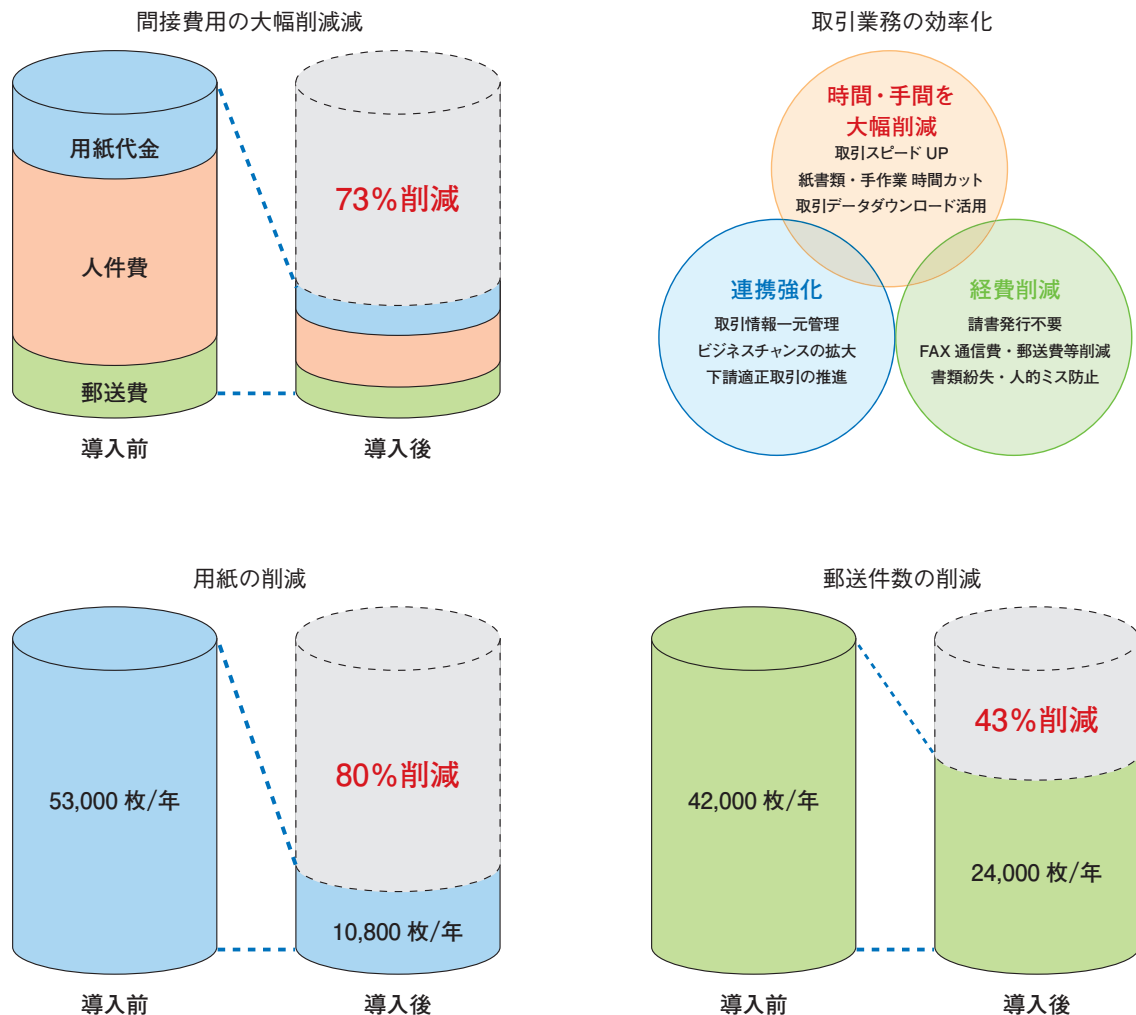 間接費用の大幅削減減
用紙代金
人件費
郵送費
73%削減
導入前
導入後
取引業務の効率化
時間・手間を
大幅削減
取引スピード UP
紙書類・手作業 時間カット
取引データダウンロード活用
連携強化
取引情報一元管理
ビジネスチャンスの拡大
下請適正取引の推進
経費削減
請書発行不要
FAX 通信費・郵送費等削減
書類紛失・人的ミス防止
用紙の削減
53,000 枚/年
80%削減
10,800 枚/年
導入前
導入後
郵送件数の削減
42,000 枚/年
43%削減
24,000 枚/年
導入前
導入後